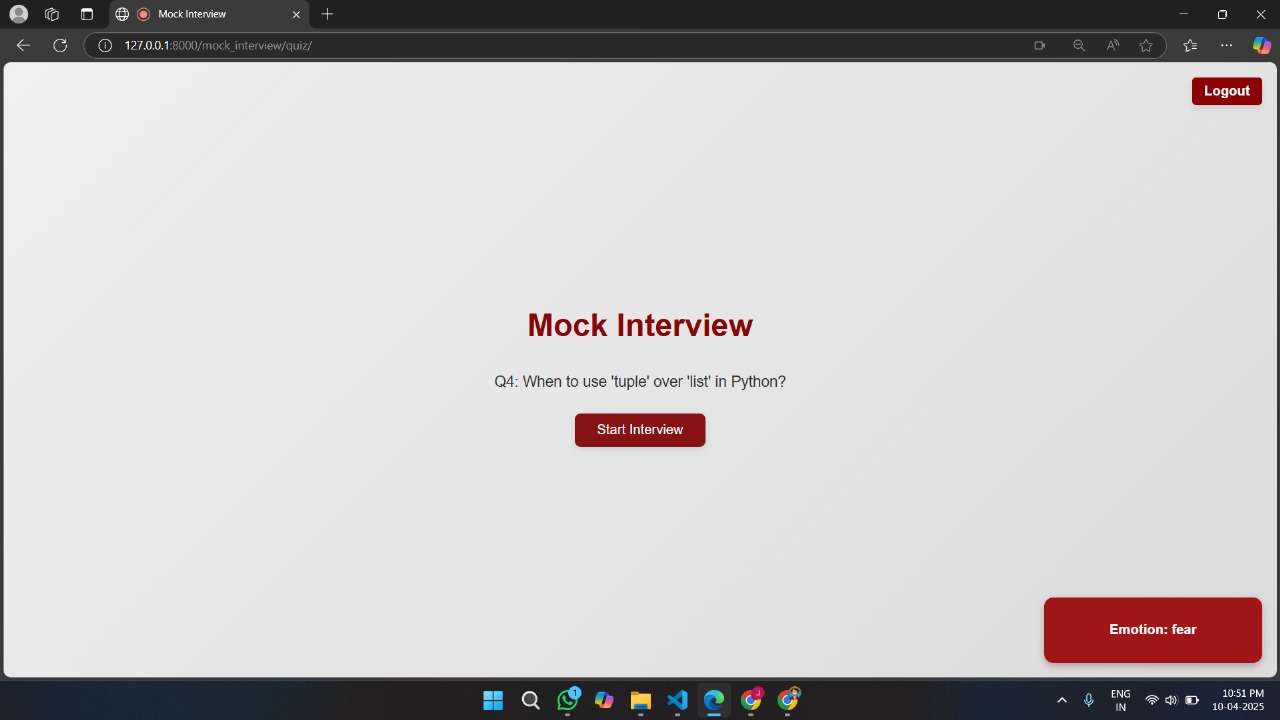 Mock Interview
127.0.0.1:8000/mock_interview/quiz/
Logout
Mock Interview
Q4: When to use 'tuple' over 'list' in Python?
Start Interview
Emotion: fear
1
J
ENG
IN
10:51 PM
10-04-2025